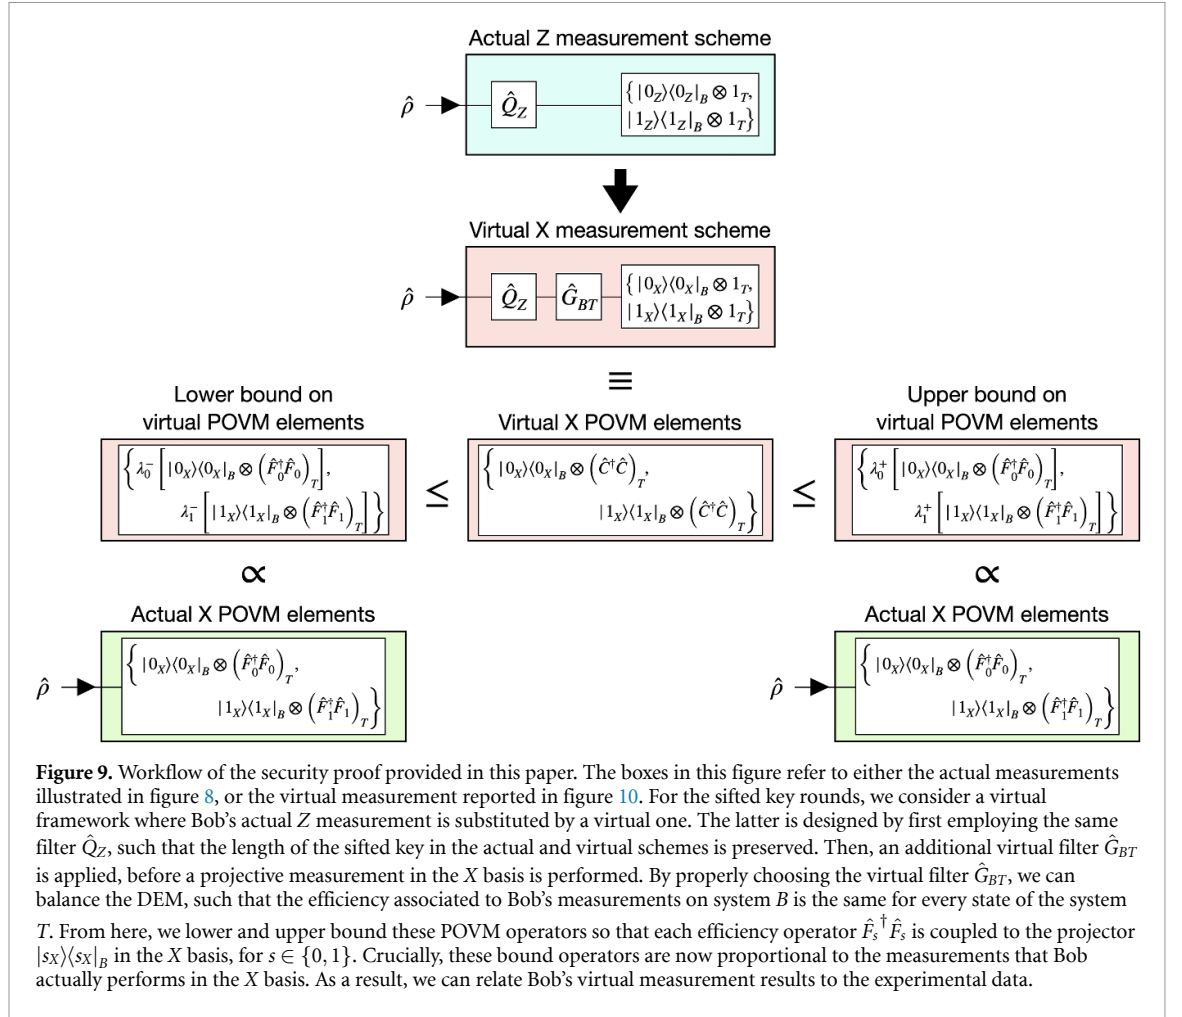 Actual Z measurement scheme
ρ̂
Q̂_Z
{ |0_Z⟩⟨0_Z|_B ⊗ 1_T,
|1_Z⟩⟨1_Z|_B ⊗ 1_T}
Virtual X measurement scheme
ρ̂
Q̂_Z
Ĝ_BT
{ |0_X⟩⟨0_X|_B ⊗ 1_T,
|1_X⟩⟨1_X|_B ⊗ 1_T}
≡
Lower bound on
virtual POVM elements
{λ_0^- [|0_X⟩⟨0_X|_B ⊗ (F̂_0^† F̂_0)_T],
λ_1^- [|1_X⟩⟨1_X|_B ⊗ (F̂_1^† F̂_1)_T]}
≤
Virtual X POVM elements
{|0_X⟩⟨0_X|_B ⊗ (Ĉ^† Ĉ)_T,
|1_X⟩⟨1_X|_B ⊗ (Ĉ^† Ĉ)_T}
≤
Upper bound on
virtual POVM elements
{λ_0^+ [|0_X⟩⟨0_X|_B ⊗ (F̂_0^† F̂_0)_T],
λ_1^+ [|1_X⟩⟨1_X|_B ⊗ (F̂_1^† F̂_1)_T]}
∝
∝
Actual X POVM elements
ρ̂
{|0_X⟩⟨0_X|_B ⊗ (F̂_0^† F̂_0)_T,
|1_X⟩⟨1_X|_B ⊗ (F̂_1^† F̂_1)_T}
Actual X POVM elements
ρ̂
{|0_X⟩⟨0_X|_B ⊗ (F̂_0^† F̂_0)_T,
|1_X⟩⟨1_X|_B ⊗ (F̂_1^† F̂_1)_T}
Figure 9. Workflow of the security proof provided in this paper. The boxes in this figure refer to either the actual measurements
illustrated in figure 8, or the virtual measurement reported in figure 10. For the sifted key rounds, we consider a virtual
framework where Bob's actual Z measurement is substituted by a virtual one. The latter is designed by first employing the same
filter Q̂_Z, such that the length of the sifted key in the actual and virtual schemes is preserved. Then, an additional virtual filter Ĝ_BT
is applied, before a projective measurement in the X basis is performed. By properly choosing the virtual filter Ĝ_BT, we can
balance the DEM, such that the efficiency associated to Bob's measurements on system B is the same for every state of the system
T. From here, we lower and upper bound these POVM operators so that each efficiency operator F̂_s^† F̂_s is coupled to the projector
|s_X⟩⟨s_X|_B in the X basis, for s ∈ {0, 1}. Crucially, these bound operators are now proportional to the measurements that Bob
actually performs in the X basis. As a result, we can relate Bob's virtual measurement results to the experimental data.